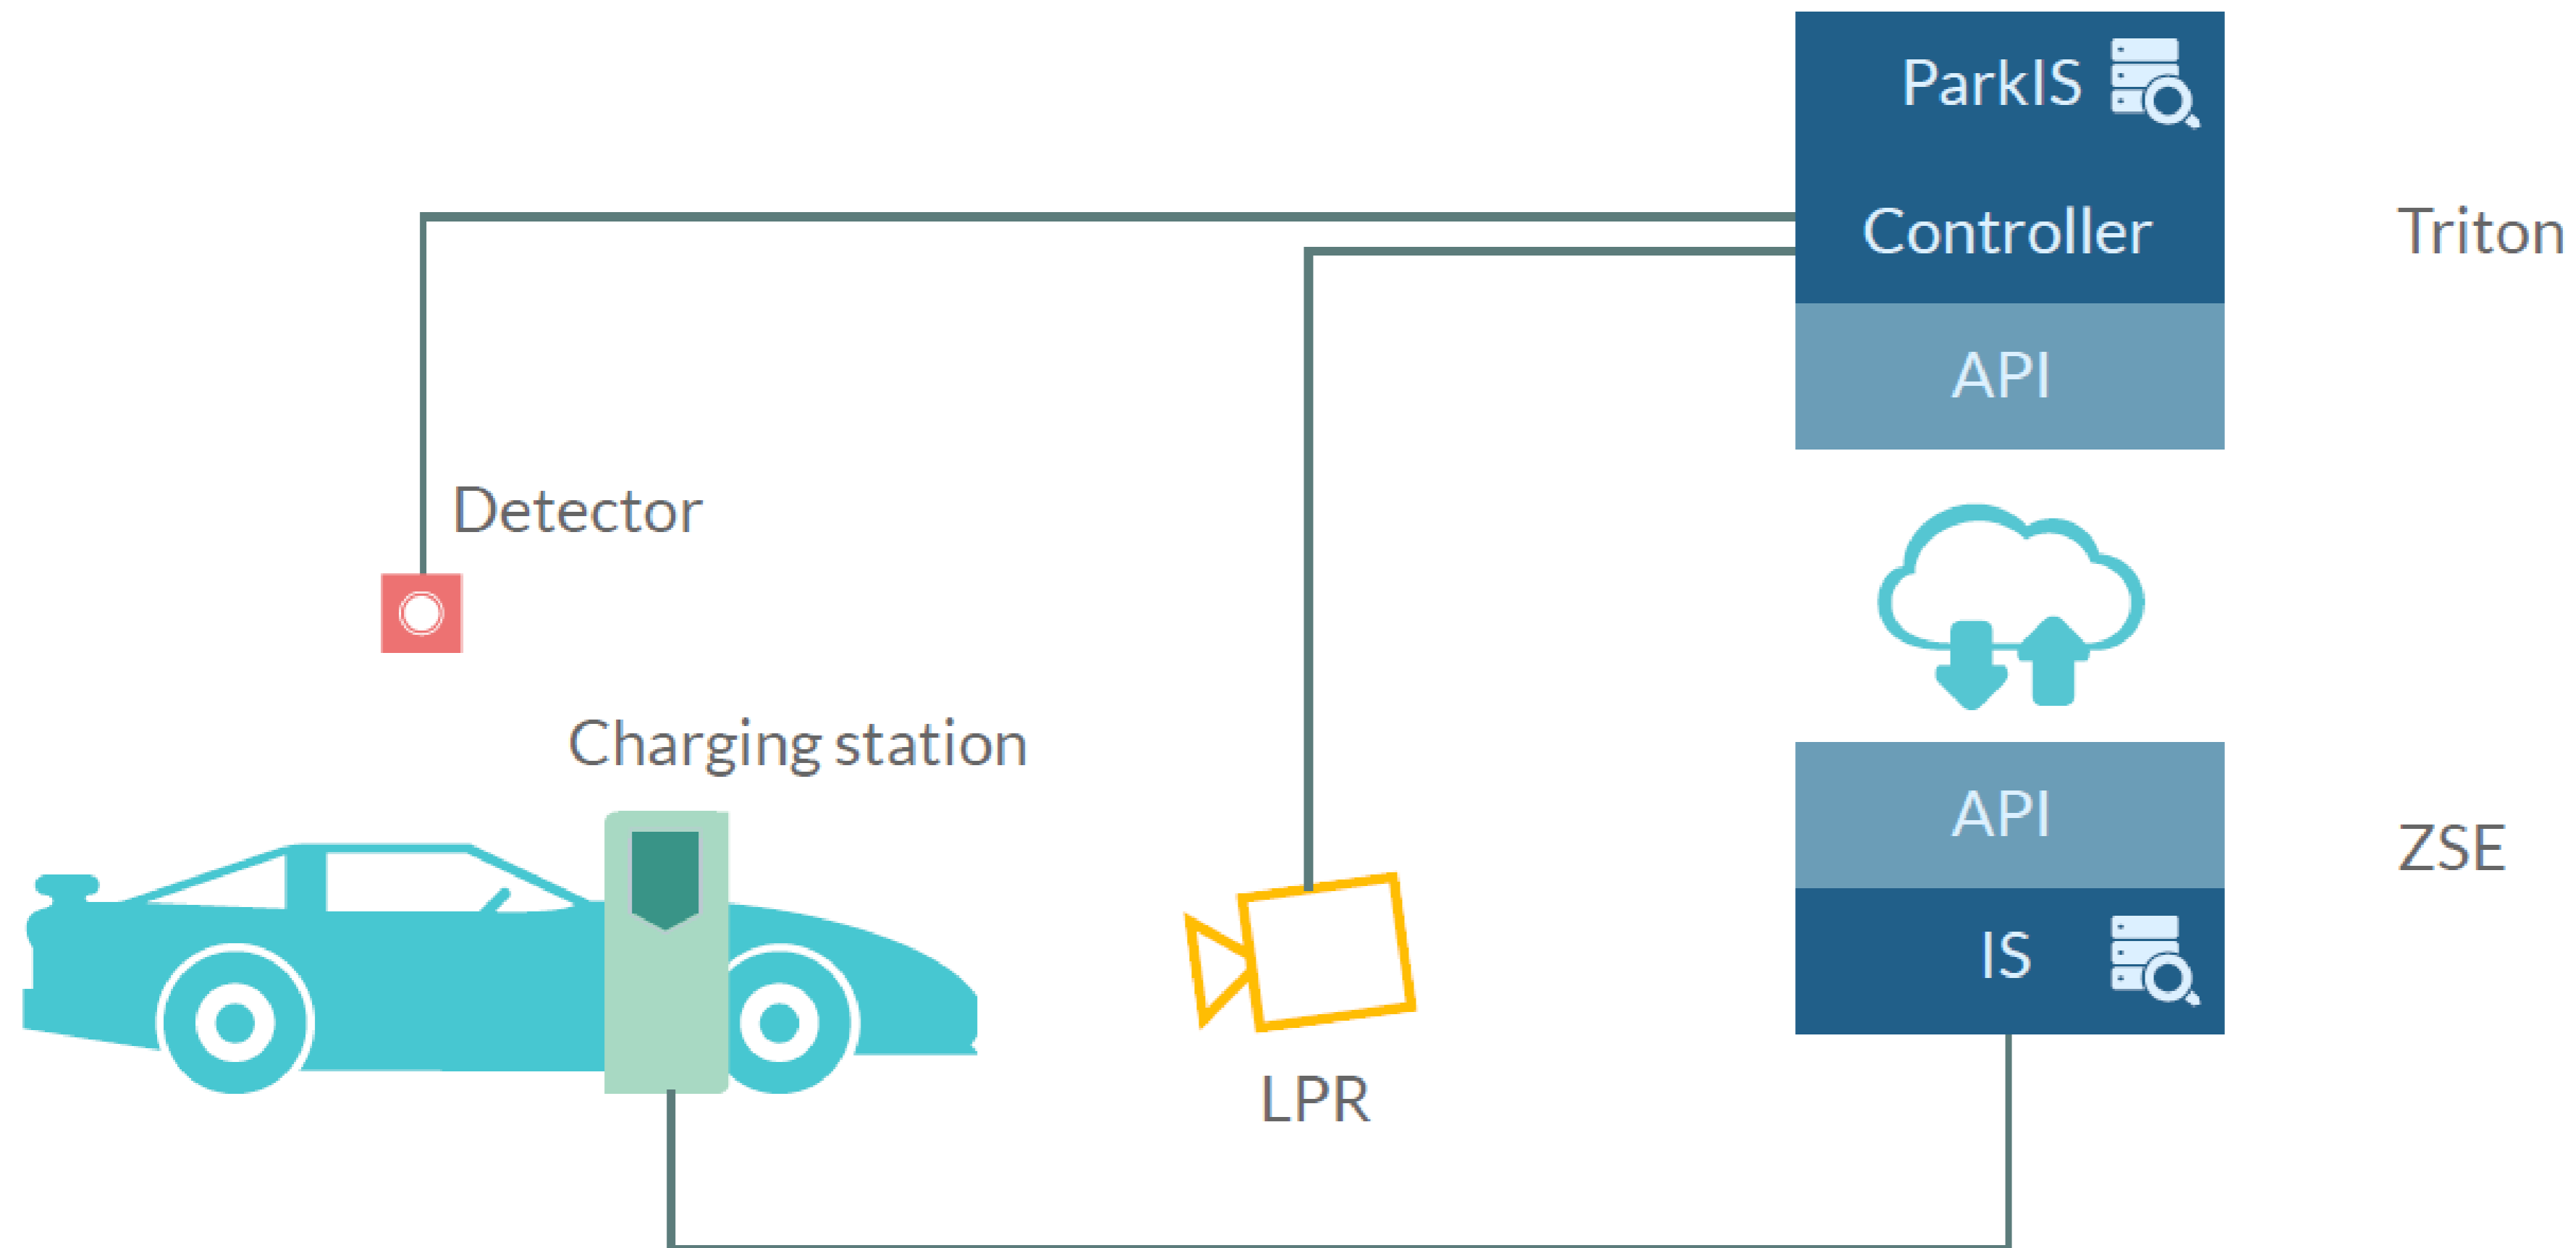 ParkIS
Controller
Triton
API
Detector
Charging station
API
ZSE
IS
LPR